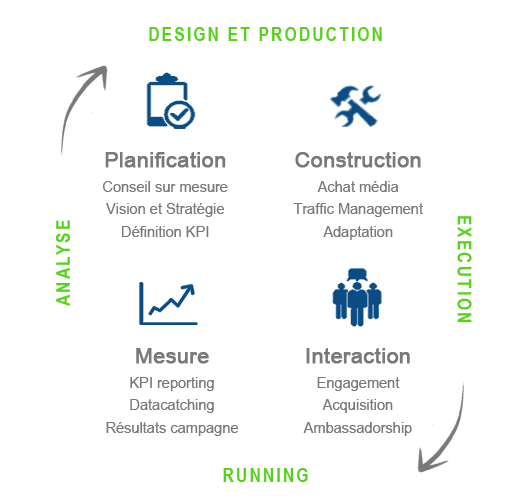 DESIGN ET PRODUCTION
Planification
Conseil sur mesure
Vision et Stratégie
Définition KPI
Construction
Achat média
Traffic Management
Adaptation
ANALYSE
EXECUTION
Mesure
KPI reporting
Datacatching
Résultats campagne
Interaction
Engagement
Acquisition
Ambassadorship
RUNNING